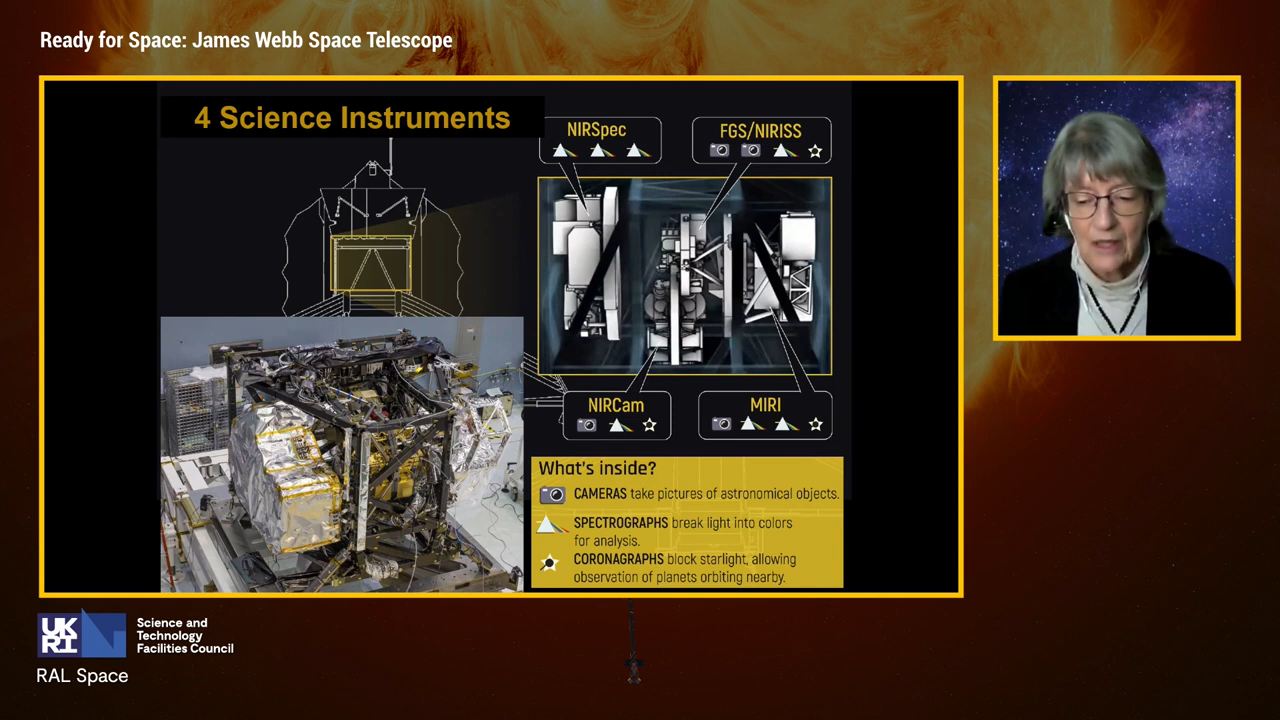 Ready for Space: James Webb Space Telescope
4 Science Instruments
NIRSpec
FGS/NIRISS
NIRCam
MIRI
What's inside?
CAMERAS take pictures of astronomical objects.
SPECTROGRAPHS break light into colors
for analysis.
CORONAGRAPHS block starlight, allowing
observation of planets orbiting nearby.
UK
RI
Science and
Technology
Facilities Council
RAL Space